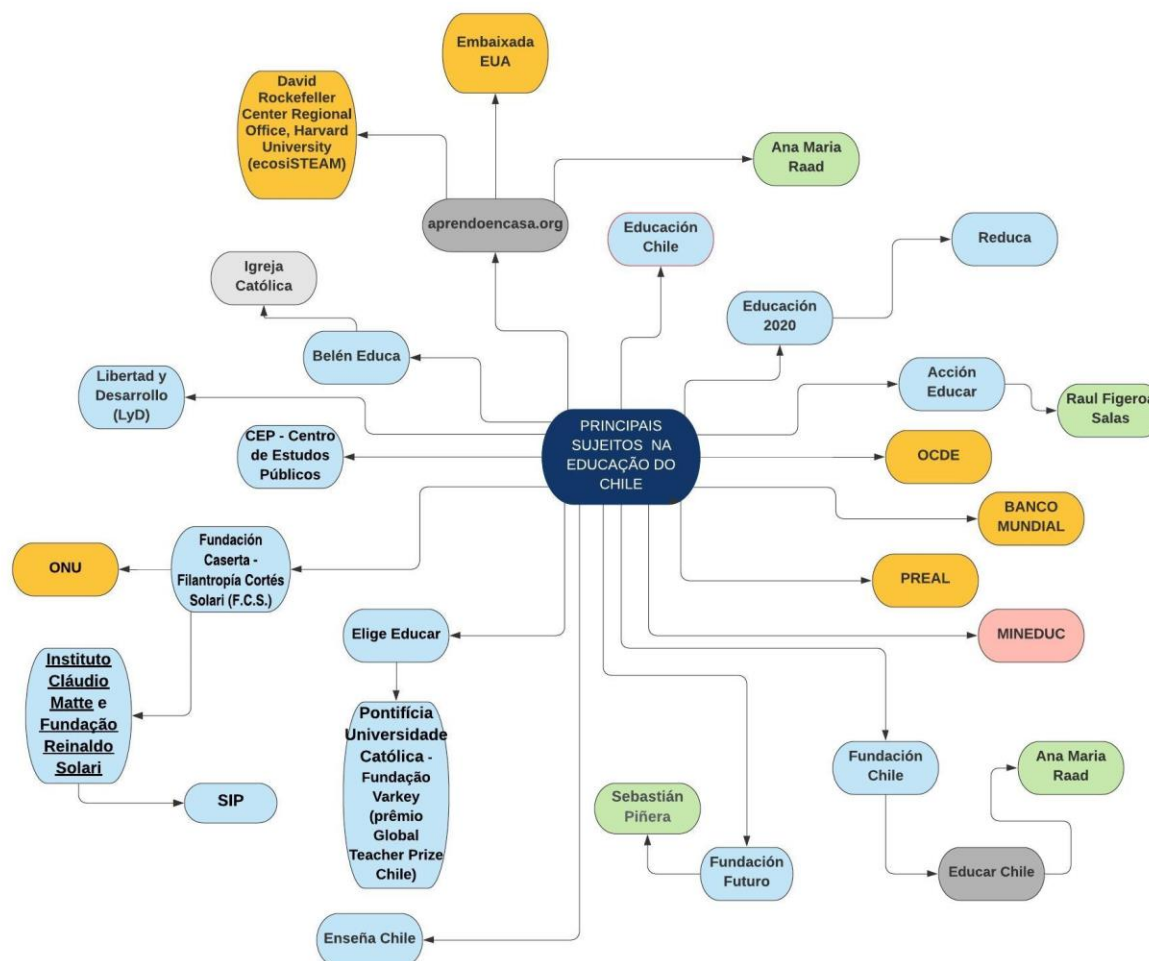 Embaixada
EUA
David
Rockefeller
Center Regional
Office, Harvard
University
(ecosiSTEAM)
Ana Maria
Raad
aprendoencasa.org
Educación
Chile
Reduca
Igreja
Católica
Educación
2020
Belén Educa
Libertad y
Desarrollo
(LyD)
Acción
Educar
Raul Figeroa
Salas
PRINCIPAIS
SUJEITOS NA
EDUCAÇÃO DO
CHILE
CEP - Centro
de Estudos
Públicos
OCDE
BANCO
MUNDIAL
Fundación
Caserta -
Filantropía Cortés
Solari (F.C.S.)
ONU
PREAL
Elige Educar
MINEDUC
Instituto
Cláudio
Matte e
Fundação
Reinaldo
Solari
Pontifícia
Universidade
Católica -
Fundação
Varkey
(prêmio
Global
Teacher Prize
Chile)
Fundación
Chile
Ana Maria
Raad
SIP
Sebastián
Piñera
Fundación
Futuro
Educar Chile
Enseña Chile